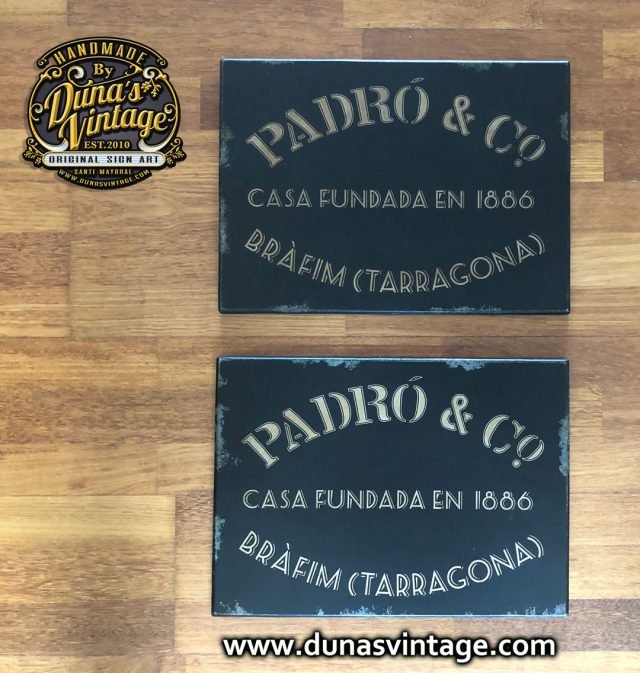 HANDMADE
By
Duna's
Vintage
EST.2010
ORIGINAL SIGN ART
SANTI MAYORAL
WWW.DUNASVINTAGE.COM
PADRÓ & Cº
CASA FUNDADA EN 1886
BRÀFIM (TARRAGONA)
PADRÓ & Cº
CASA FUNDADA EN 1886
BRÀFIM (TARRAGONA)
www.dunasvintage.com